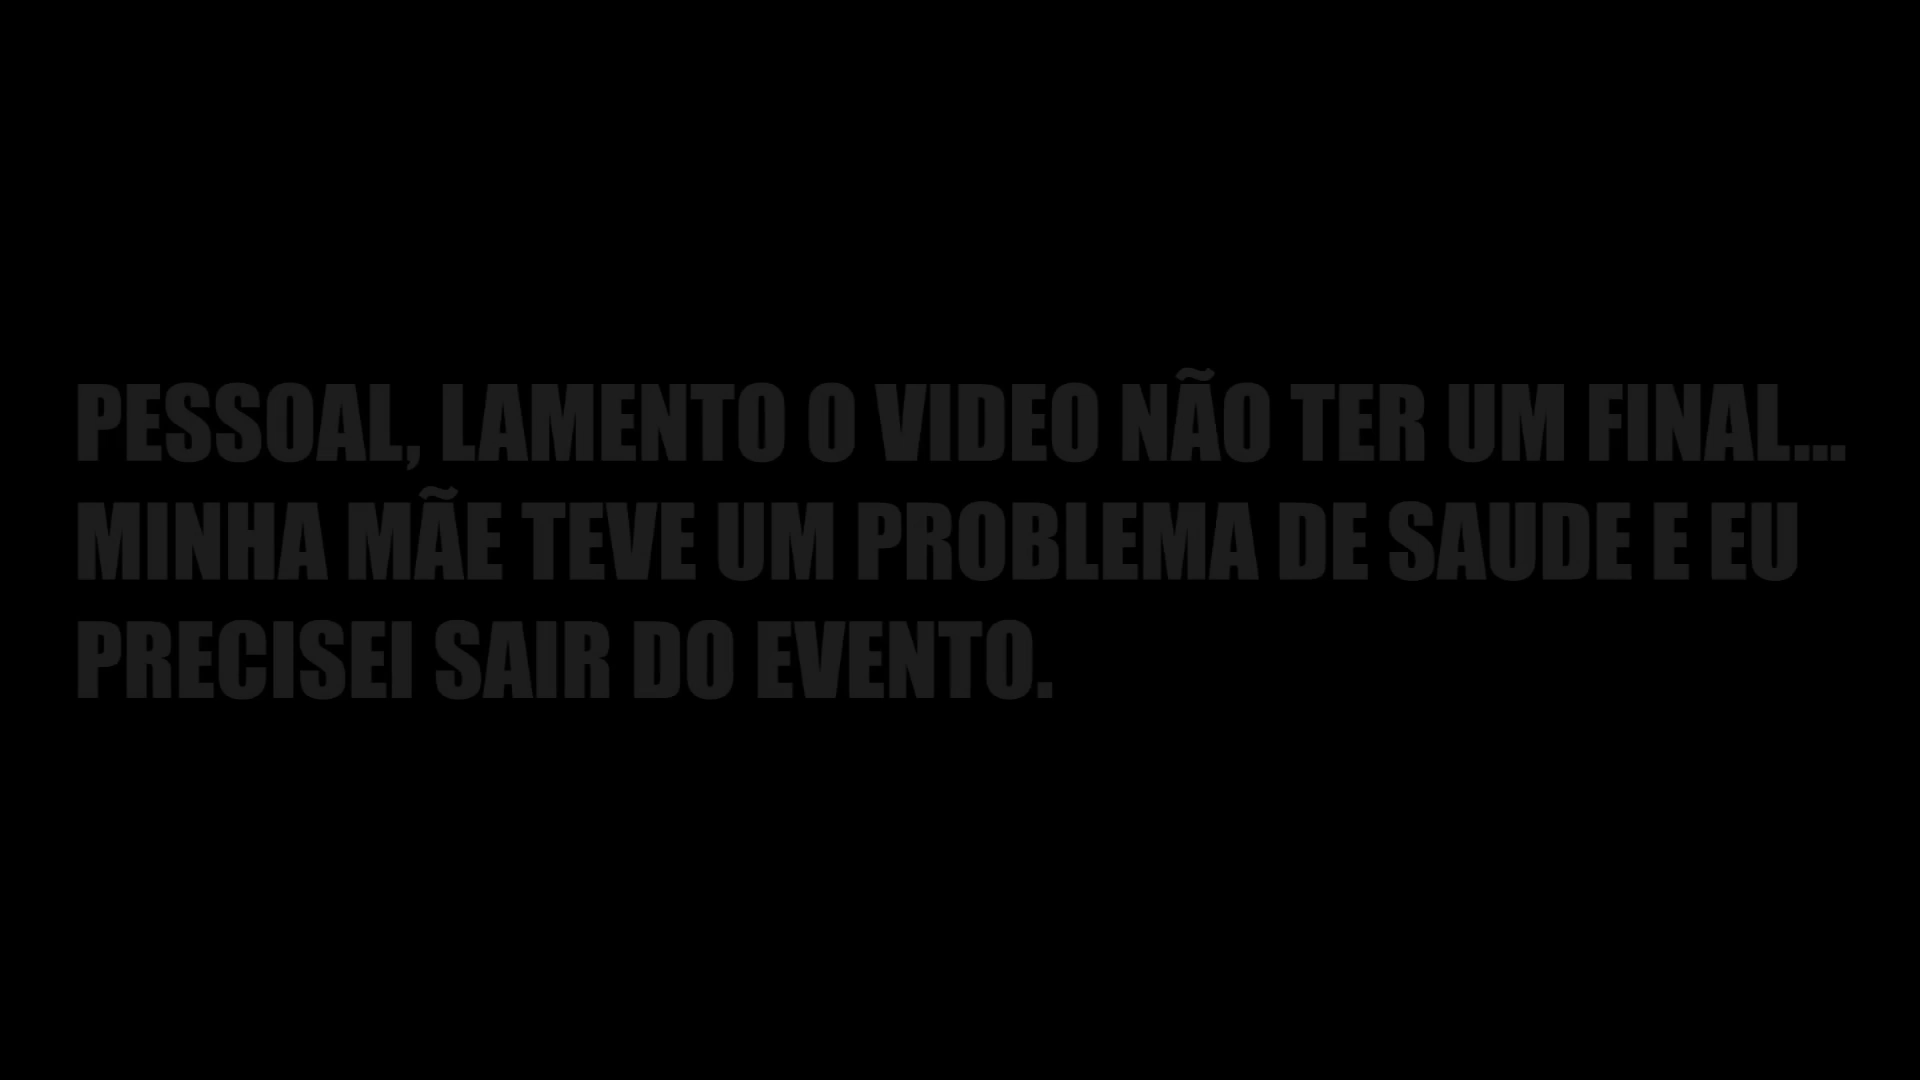 PESSOAL, LAMENTO O VIDEO NÃO TER UM FINAL...
MINHA MÃE TEVE UM PROBLEMA DE SAUDE E EU
PRECISEI SAIR DO EVENTO.